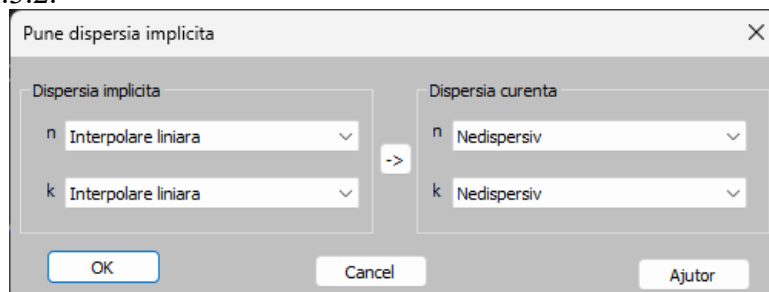 .3.2.
Pune dispersia implicita
Dispersia implicita
n Interpolare liniara
k Interpolare liniara
->
Dispersia curenta
n Nedispersiv
k Nedispersiv
OK
Cancel
Ajutor